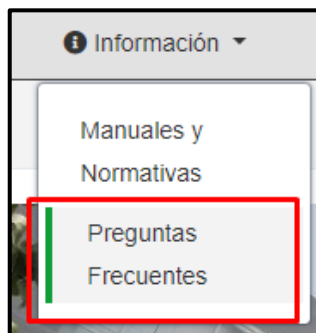 Información
Manuales y
Normativas
Preguntas
Frecuentes